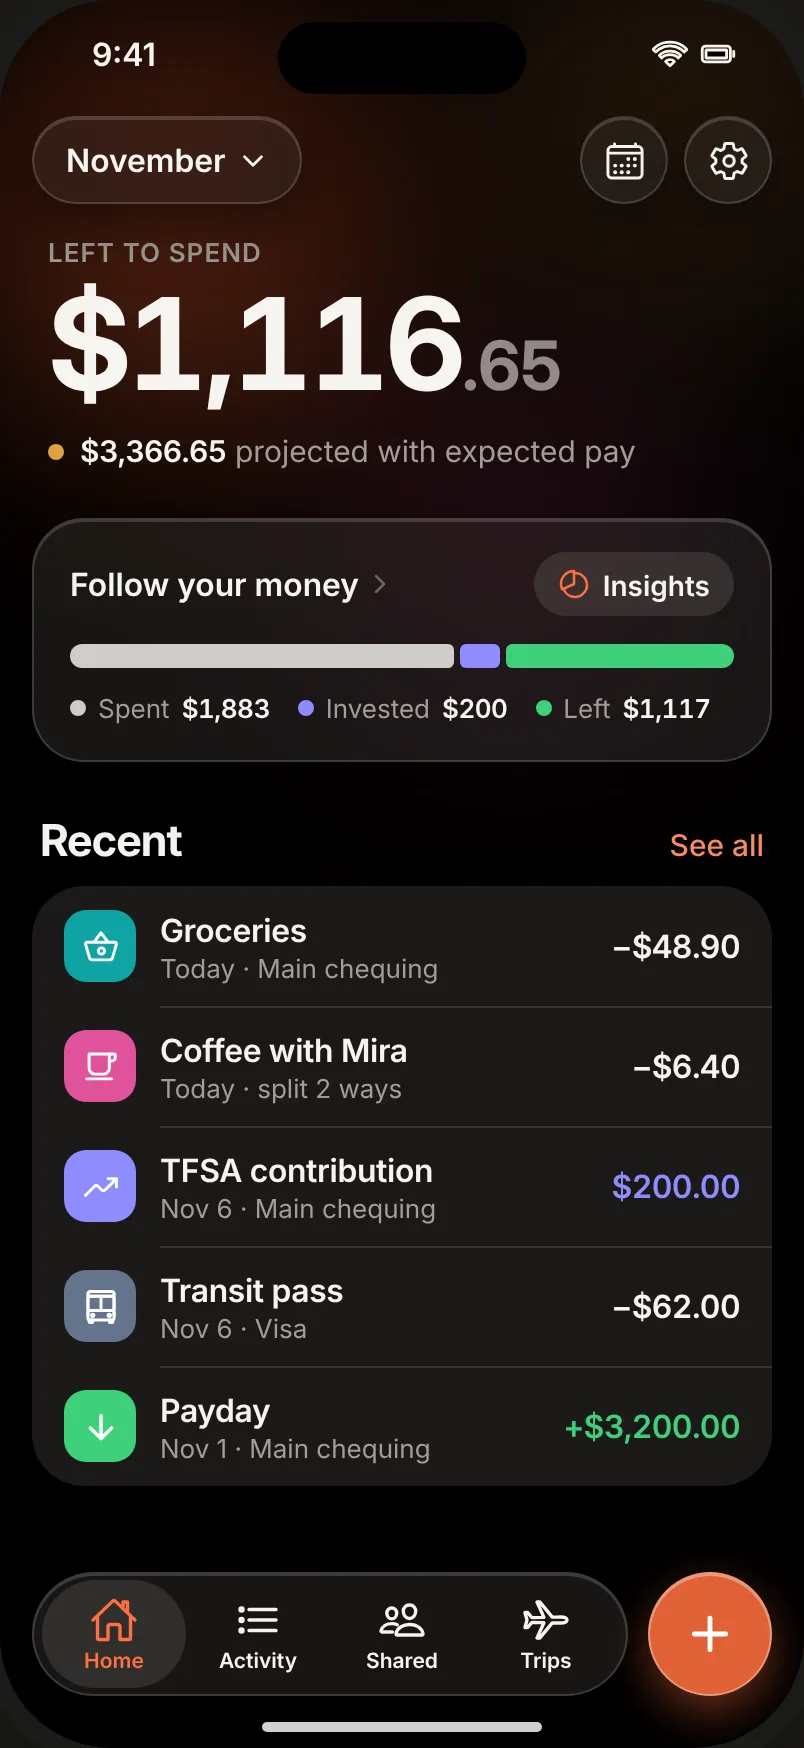 9:41
November
LEFT TO SPEND
$1,116.65
$3,366.65 projected with expected pay
Follow your money
Insights
Spent $1,883 Invested $200 Left $1,117
Recent
See all
Groceries
−$48.90
Today · Main chequing
Coffee with Mira
−$6.40
Today · split 2 ways
TFSA contribution
$200.00
Nov 6 · Main chequing
Transit pass
−$62.00
Nov 6 · Visa
Payday
+$3,200.00
Nov 1 · Main chequing
Home Activity Shared Trips